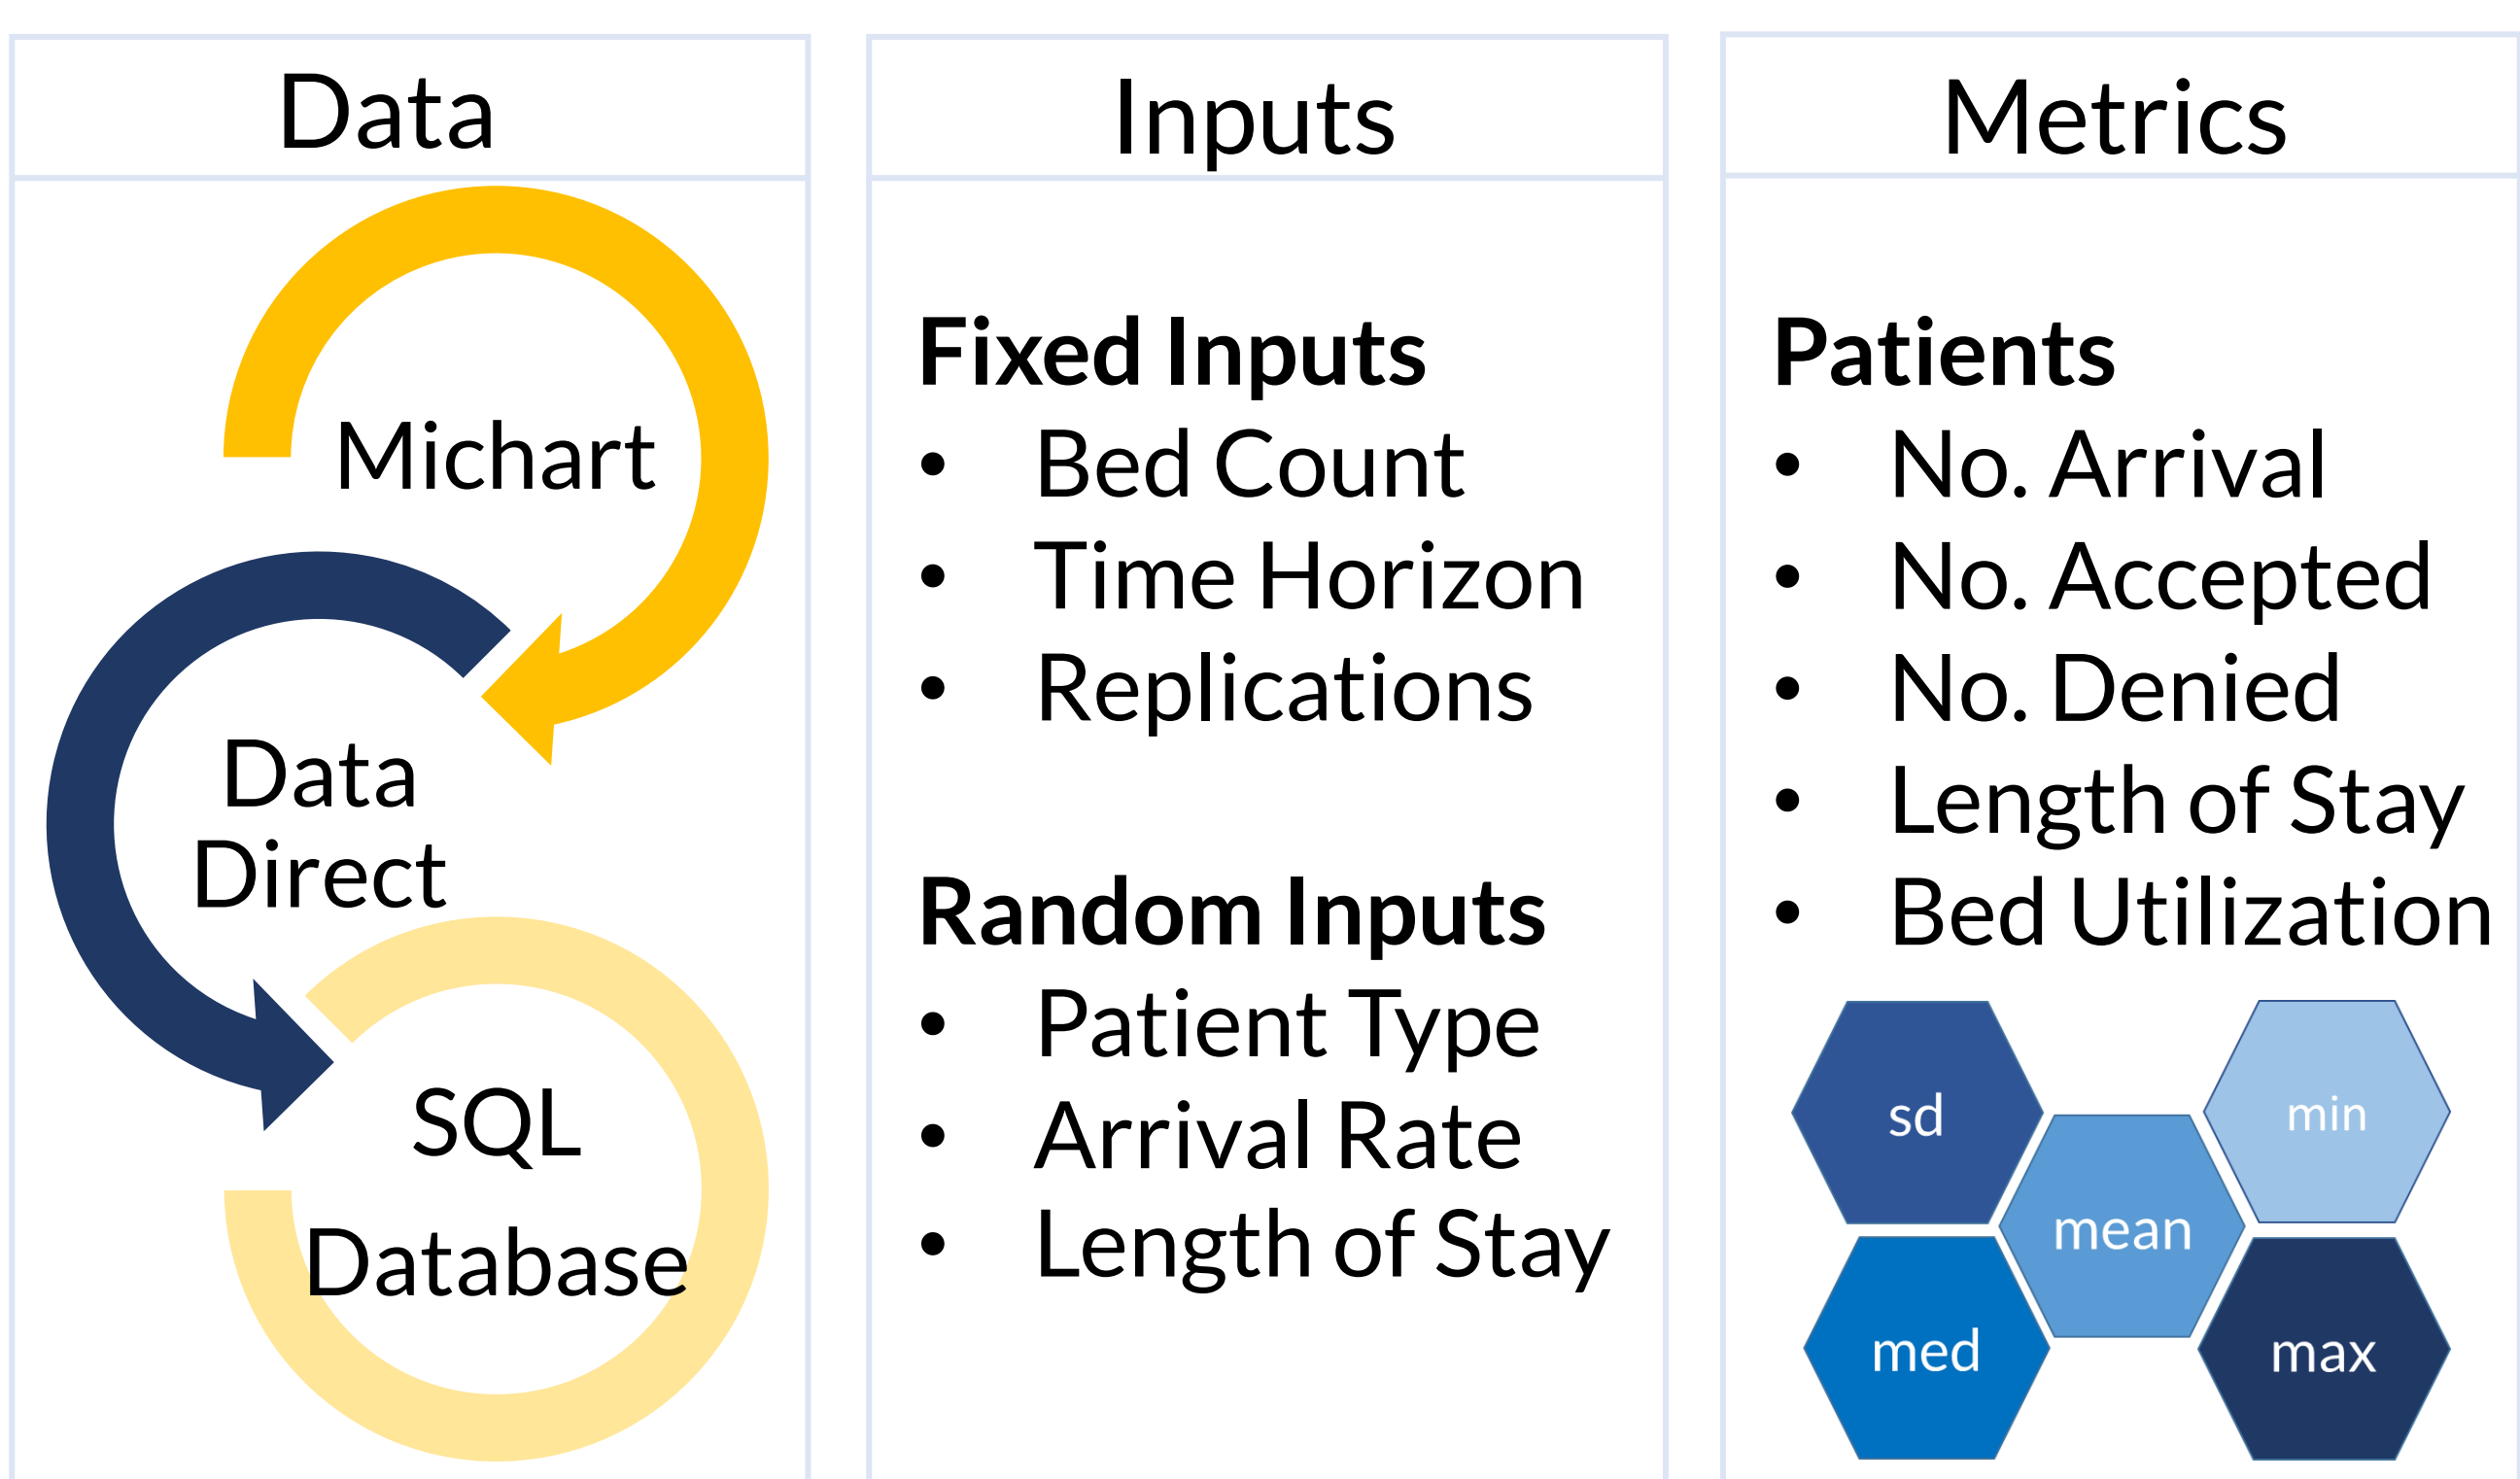 Data
Michart
Data
Direct
SQL
Database
Inputs
Fixed Inputs
• Bed Count
• Time Horizon
• Replications
Random Inputs
• Patient Type
• Arrival Rate
• Length of Stay
Metrics
Patients
• No. Arrival
• No. Accepted
• No. Denied
• Length of Stay
• Bed Utilization
sd
min
mean
med
max